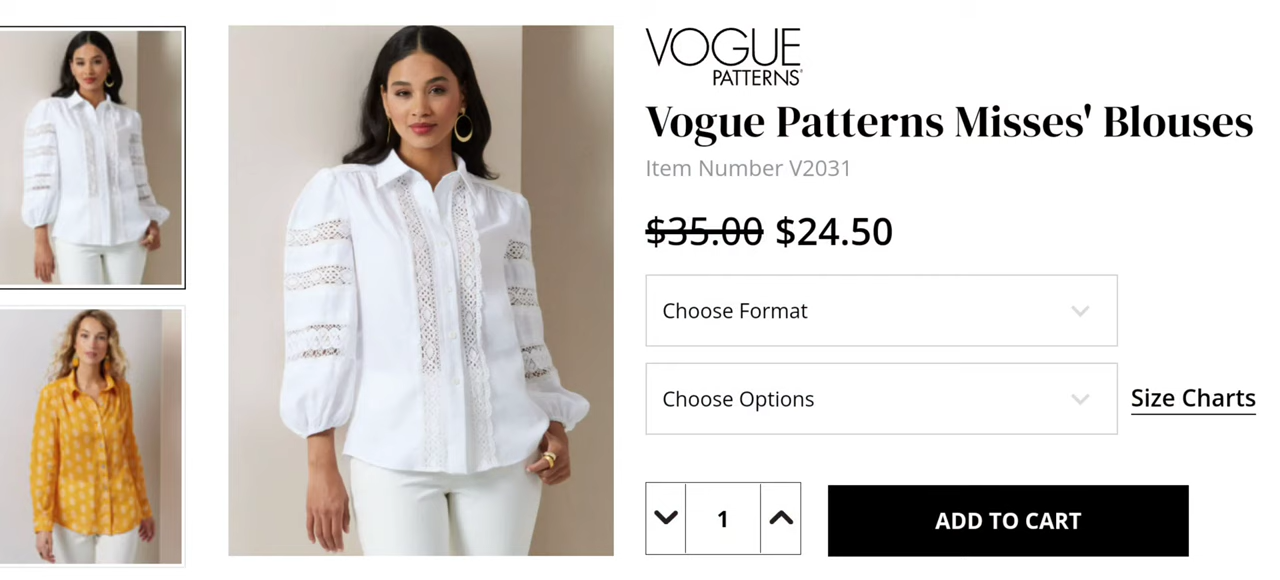 VOGUE
PATTERNS®
Vogue Patterns Misses' Blouses
Item Number V2031
$35.00 $24.50
Choose Format
Choose Options
Size Charts
1
ADD TO CART